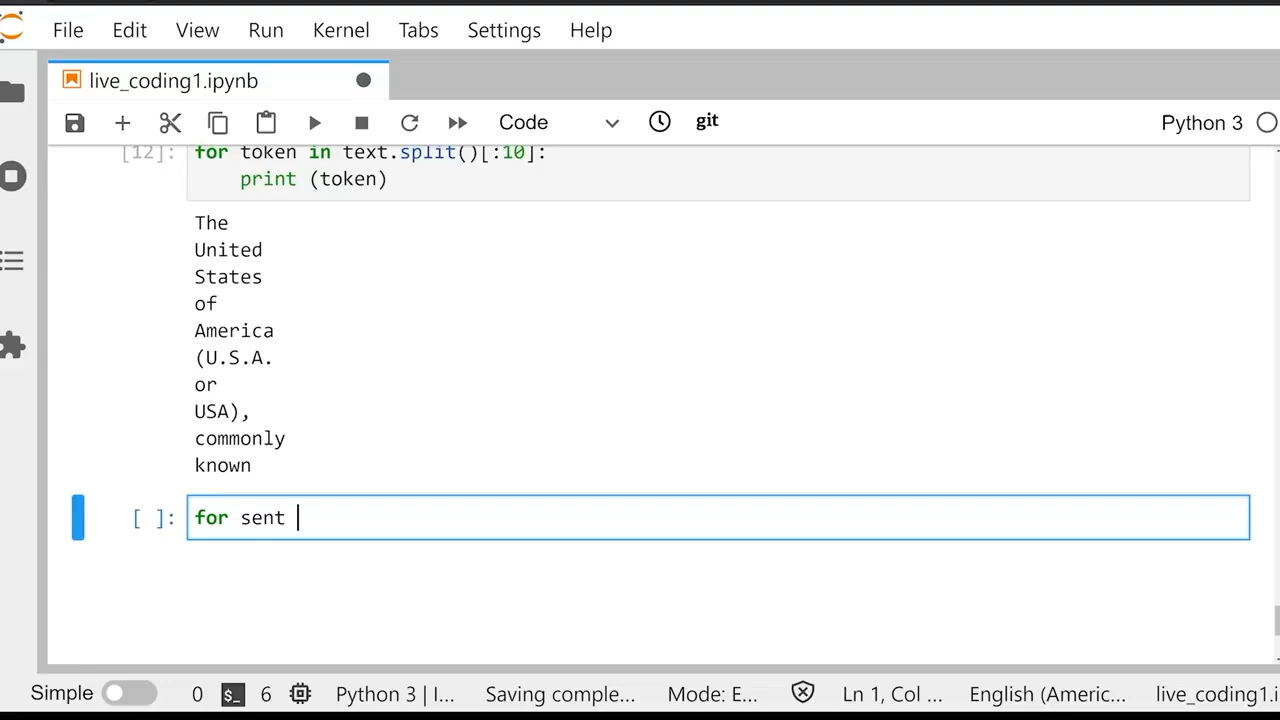 File Edit View Run Kernel Tabs Settings Help
live_coding1.ipynb
Code git Python 3
[12]: for token in text.split()[:10]:
print (token)
The
United
States
of
America
(U.S.A.
or
USA),
commonly
known
[ ]: for sent
Simple 0 $_ 6 Python 3 | I... Saving comple... Mode: E... Ln 1, Col ... English (Americ... live_coding1.i